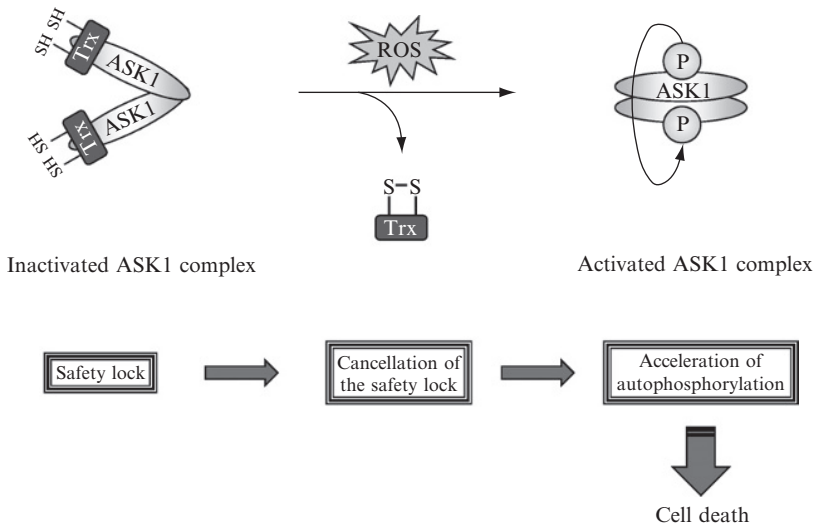 SH SH
Trx
ASK1
ASK1
Trx
HS
HS
ROS
S-S
Trx
P
ASK1
P
Inactivated ASK1 complex
Activated ASK1 complex
Safety lock
Cancellation of
the safety lock
Acceleration of
autophosphorylation
Cell death